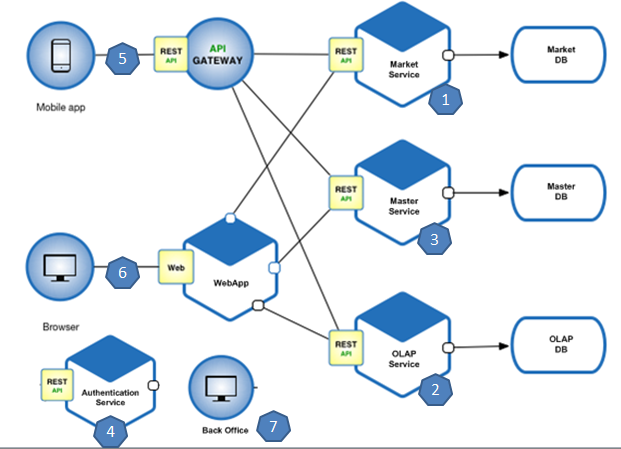 REST
API
API
GATEWAY
5
Mobile app
REST
API
Market
Service
1
Market
DB
REST
API
Master
Service
3
Master
DB
Web
WebApp
6
Browser
REST
API
OLAP
Service
2
OLAP
DB
REST
API
Authentication
Service
4
Back Office
7